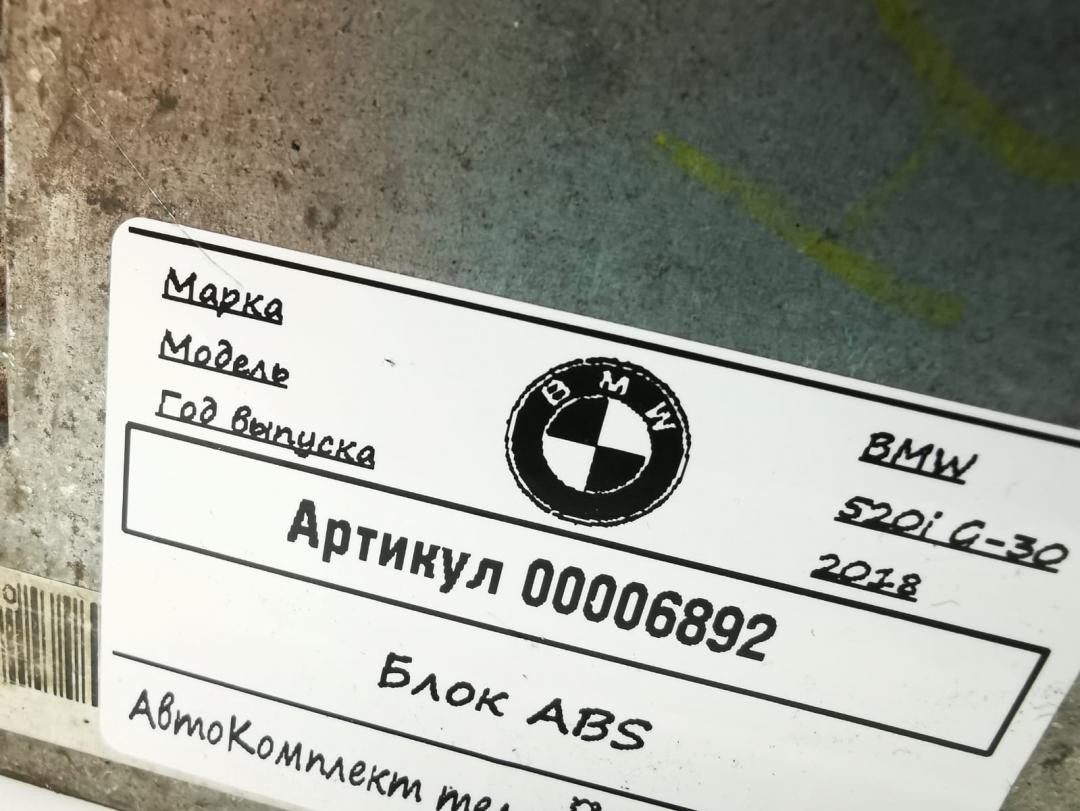 Марка BMW
Модель 520i G-30
Год выпуска 2018
BMW
Артикул 00006892
Блок ABS
АвтоКомплект